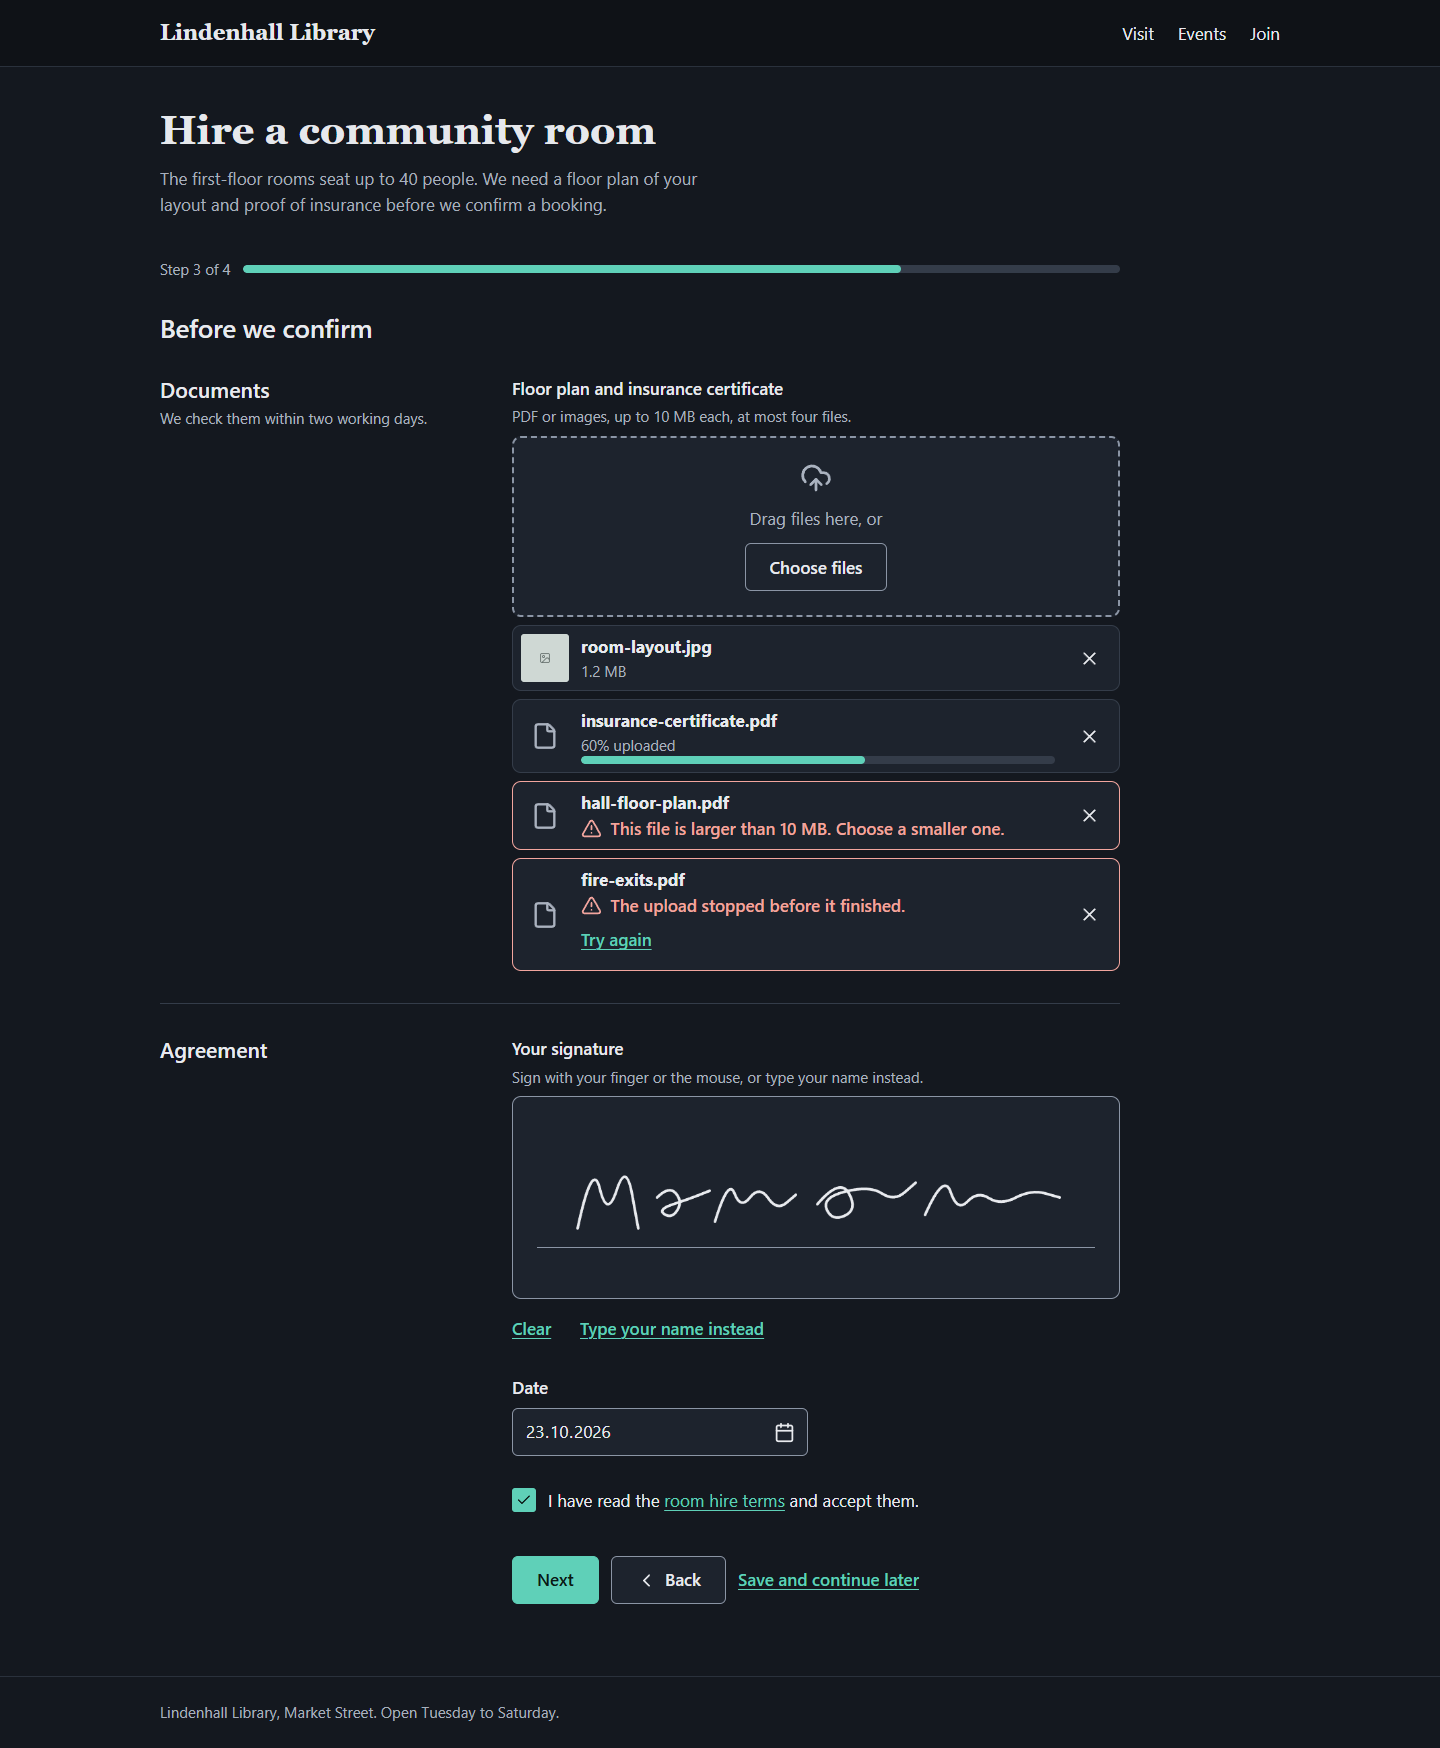 Lindenhall Library
Visit Events Join
Hire a community room
The first-floor rooms seat up to 40 people. We need a floor plan of your
layout and proof of insurance before we confirm a booking.
Step 3 of 4
Before we confirm
Documents
We check them within two working days.
Floor plan and insurance certificate
PDF or images, up to 10 MB each, at most four files.
Drag files here, or
Choose files
room-layout.jpg
1.2 MB
insurance-certificate.pdf
60% uploaded
hall-floor-plan.pdf
This file is larger than 10 MB. Choose a smaller one.
fire-exits.pdf
The upload stopped before it finished.
Try again
Agreement
Your signature
Sign with your finger or the mouse, or type your name instead.
Clear Type your name instead
Date
23.10.2026
I have read the room hire terms and accept them.
Next Back Save and continue later
Lindenhall Library, Market Street. Open Tuesday to Saturday.